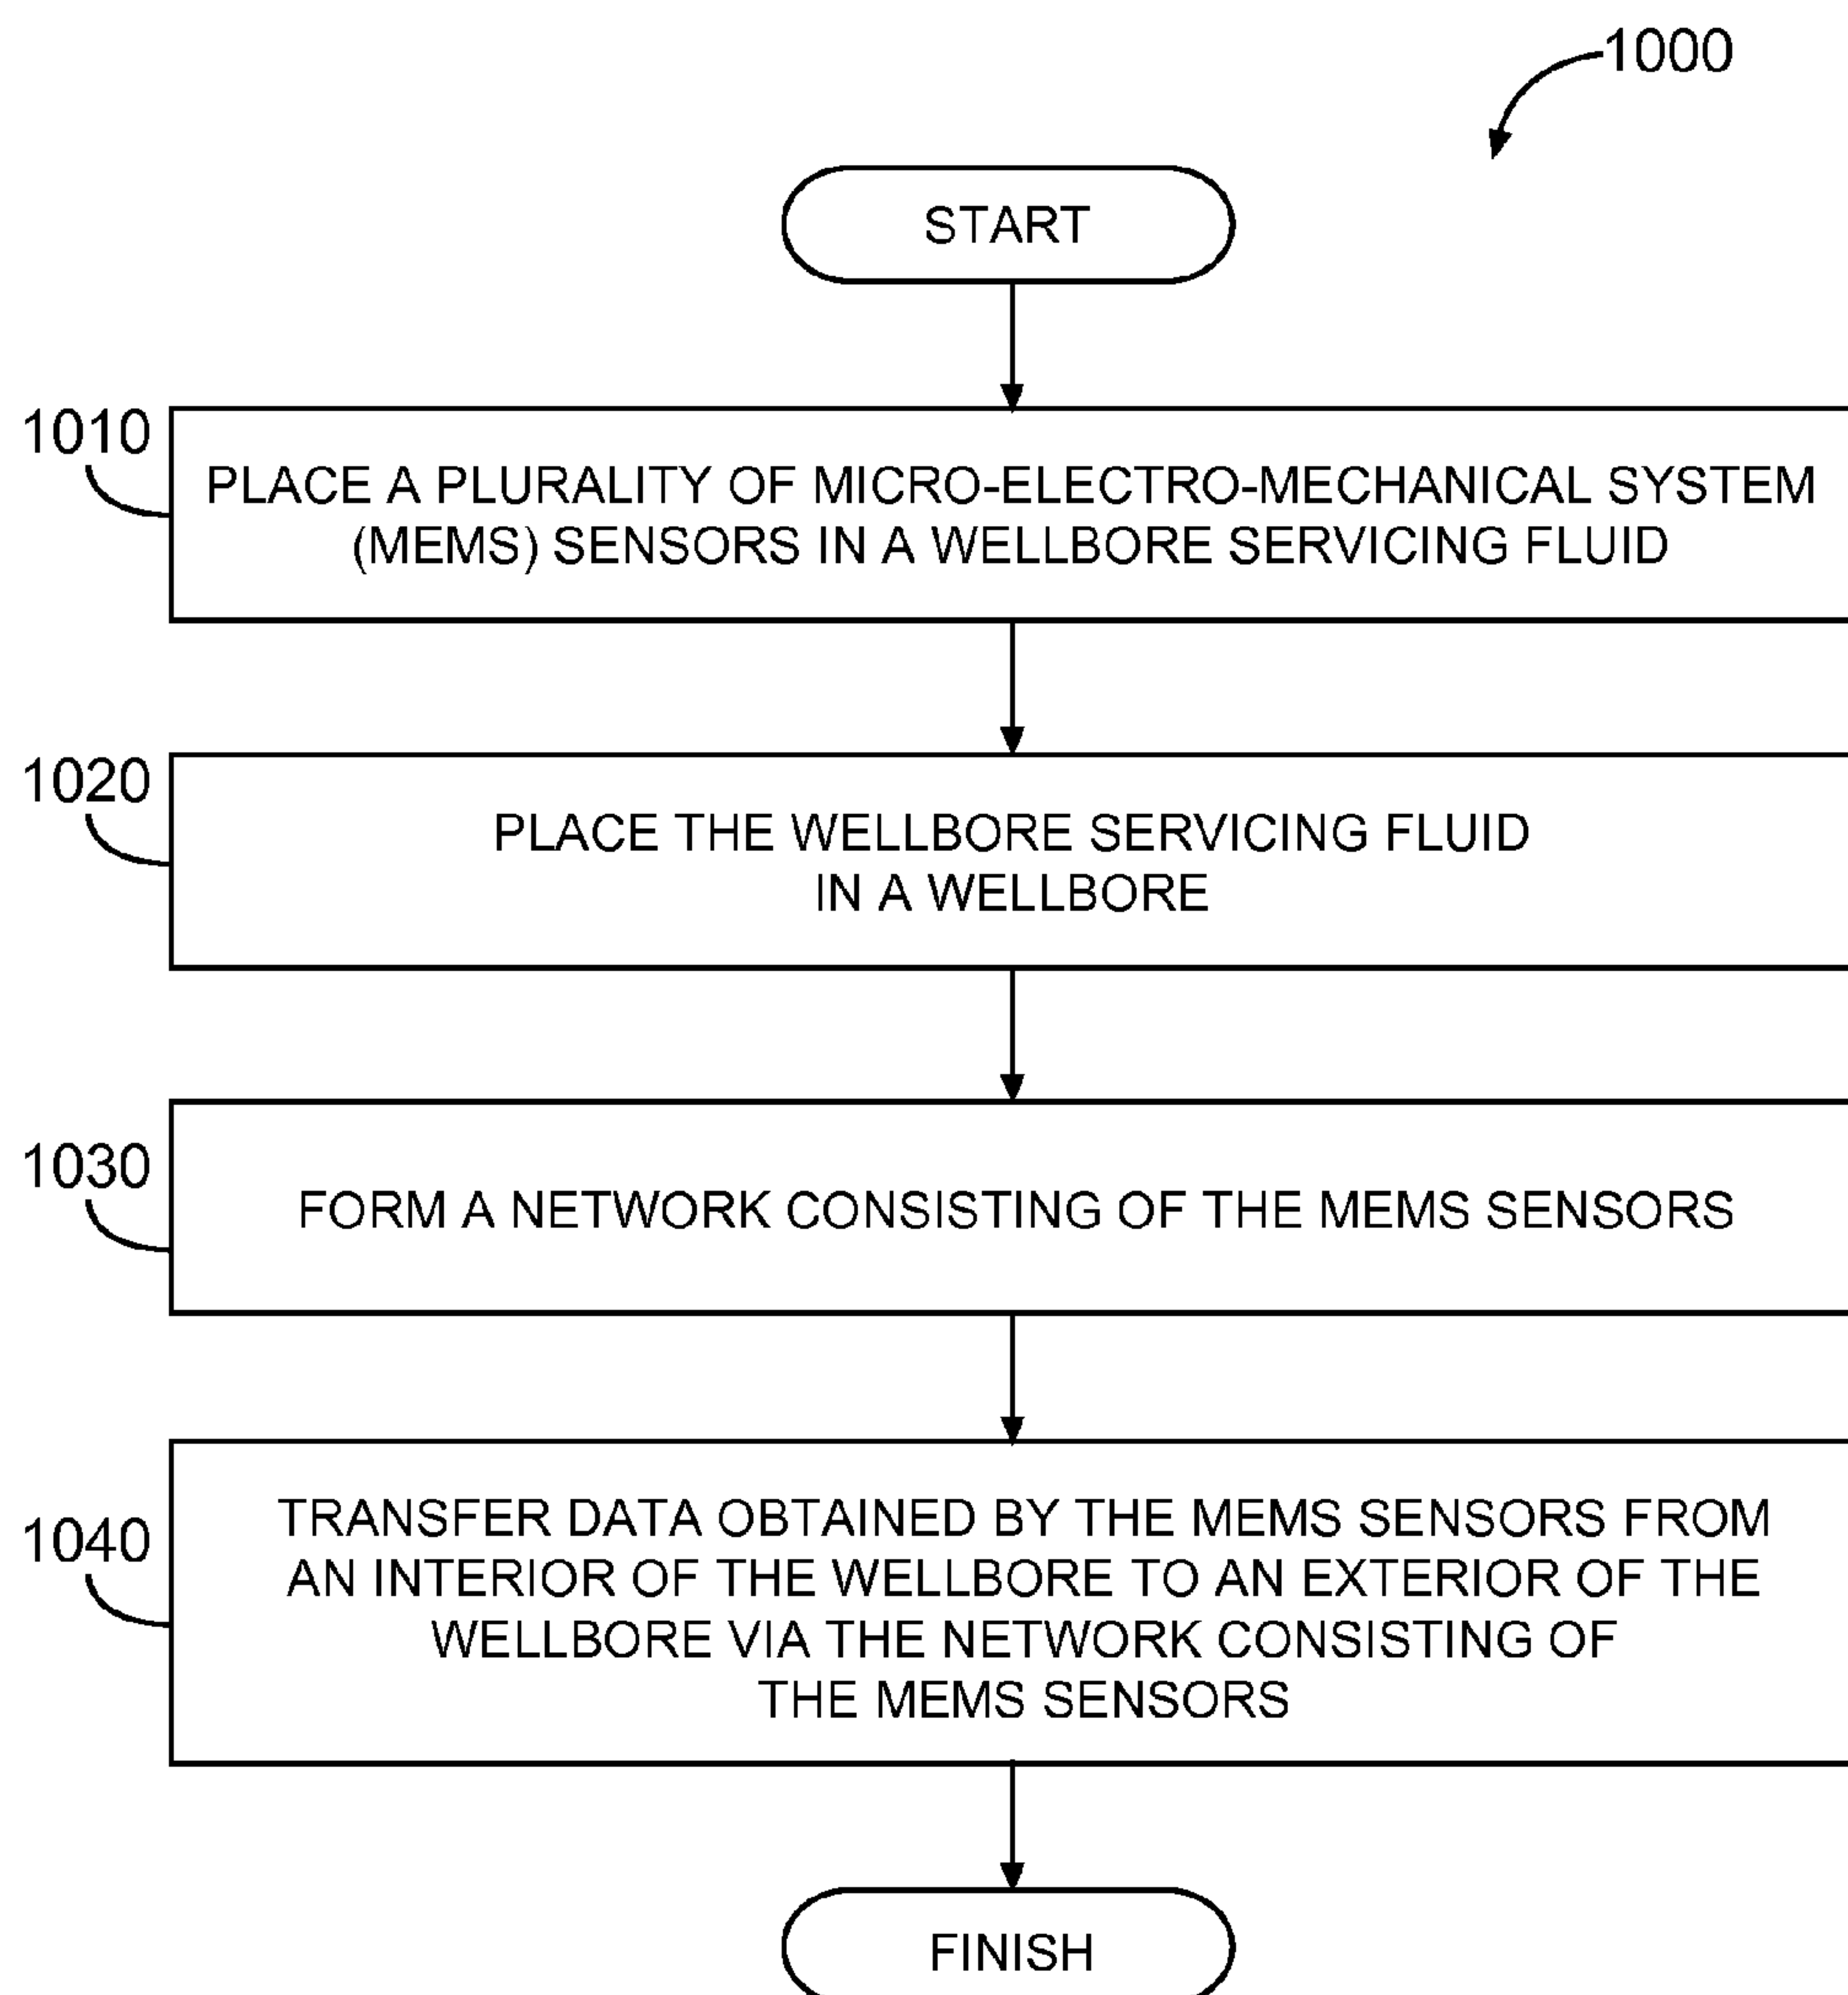 1000
START
1010
PLACE A PLURALITY OF MICRO-ELECTRO-MECHANICAL SYSTEM
(MEMS) SENSORS IN A WELLBORE SERVICING FLUID
1020
PLACE THE WELLBORE SERVICING FLUID
IN A WELLBORE
1030
FORM A NETWORK CONSISTING OF THE MEMS SENSORS
1040
TRANSFER DATA OBTAINED BY THE MEMS SENSORS FROM
AN INTERIOR OF THE WELLBORE TO AN EXTERIOR OF THE
WELLBORE VIA THE NETWORK CONSISTING OF
THE MEMS SENSORS
FINISH